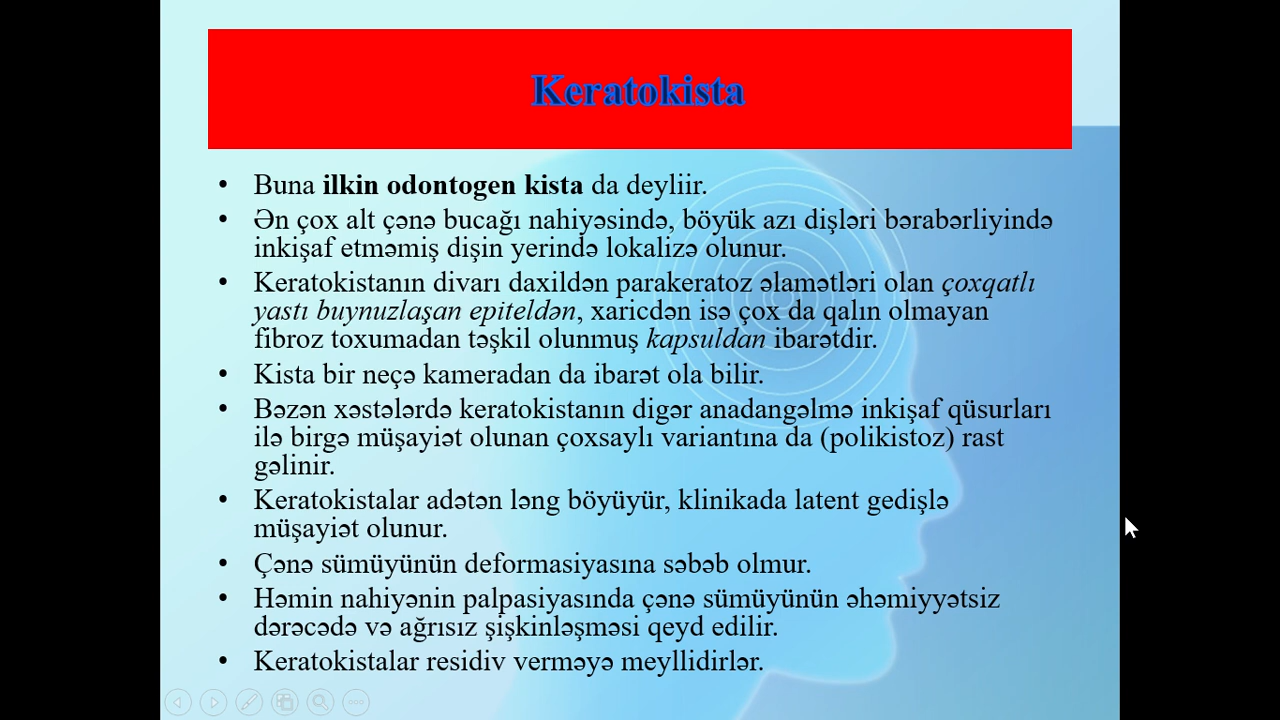 Keratokista
• Buna ilkin odontogen kista da deyliir.
• Ən çox alt çənə bucağı nahiyəsində, böyük azı dişləri bərabərliyində
inkişaf etməmiş dişin yerində lokalizə olunur.
• Keratokistanın divarı daxildən parakeratoz əlamətləri olan çoxqatlı
yastı buynuzlaşan epiteldən, xaricdən isə çox da qalın olmayan
fibroz toxumadan təşkil olunmuş kapsuldan ibarətdir.
• Kista bir neçə kameradan da ibarət ola bilir.
• Bəzən xəstələrdə keratokistanın digər anadangəlmə inkişaf qüsurları
ilə birgə müşayiət olunan çoxsaylı variantına da (polikistoz) rast
gəlinir.
• Keratokistalar adətən ləng böyüyür, klinikada latent gedişlə
müşayiət olunur.
• Çənə sümüyünün deformasiyasına səbəb olmur.
• Həmin nahiyənin palpasiyasında çənə sümüyünün əhəmiyyətsiz
dərəcədə və ağrısız şişkinləşməsi qeyd edilir.
• Keratokistalar residiv verməyə meyllidirlər.